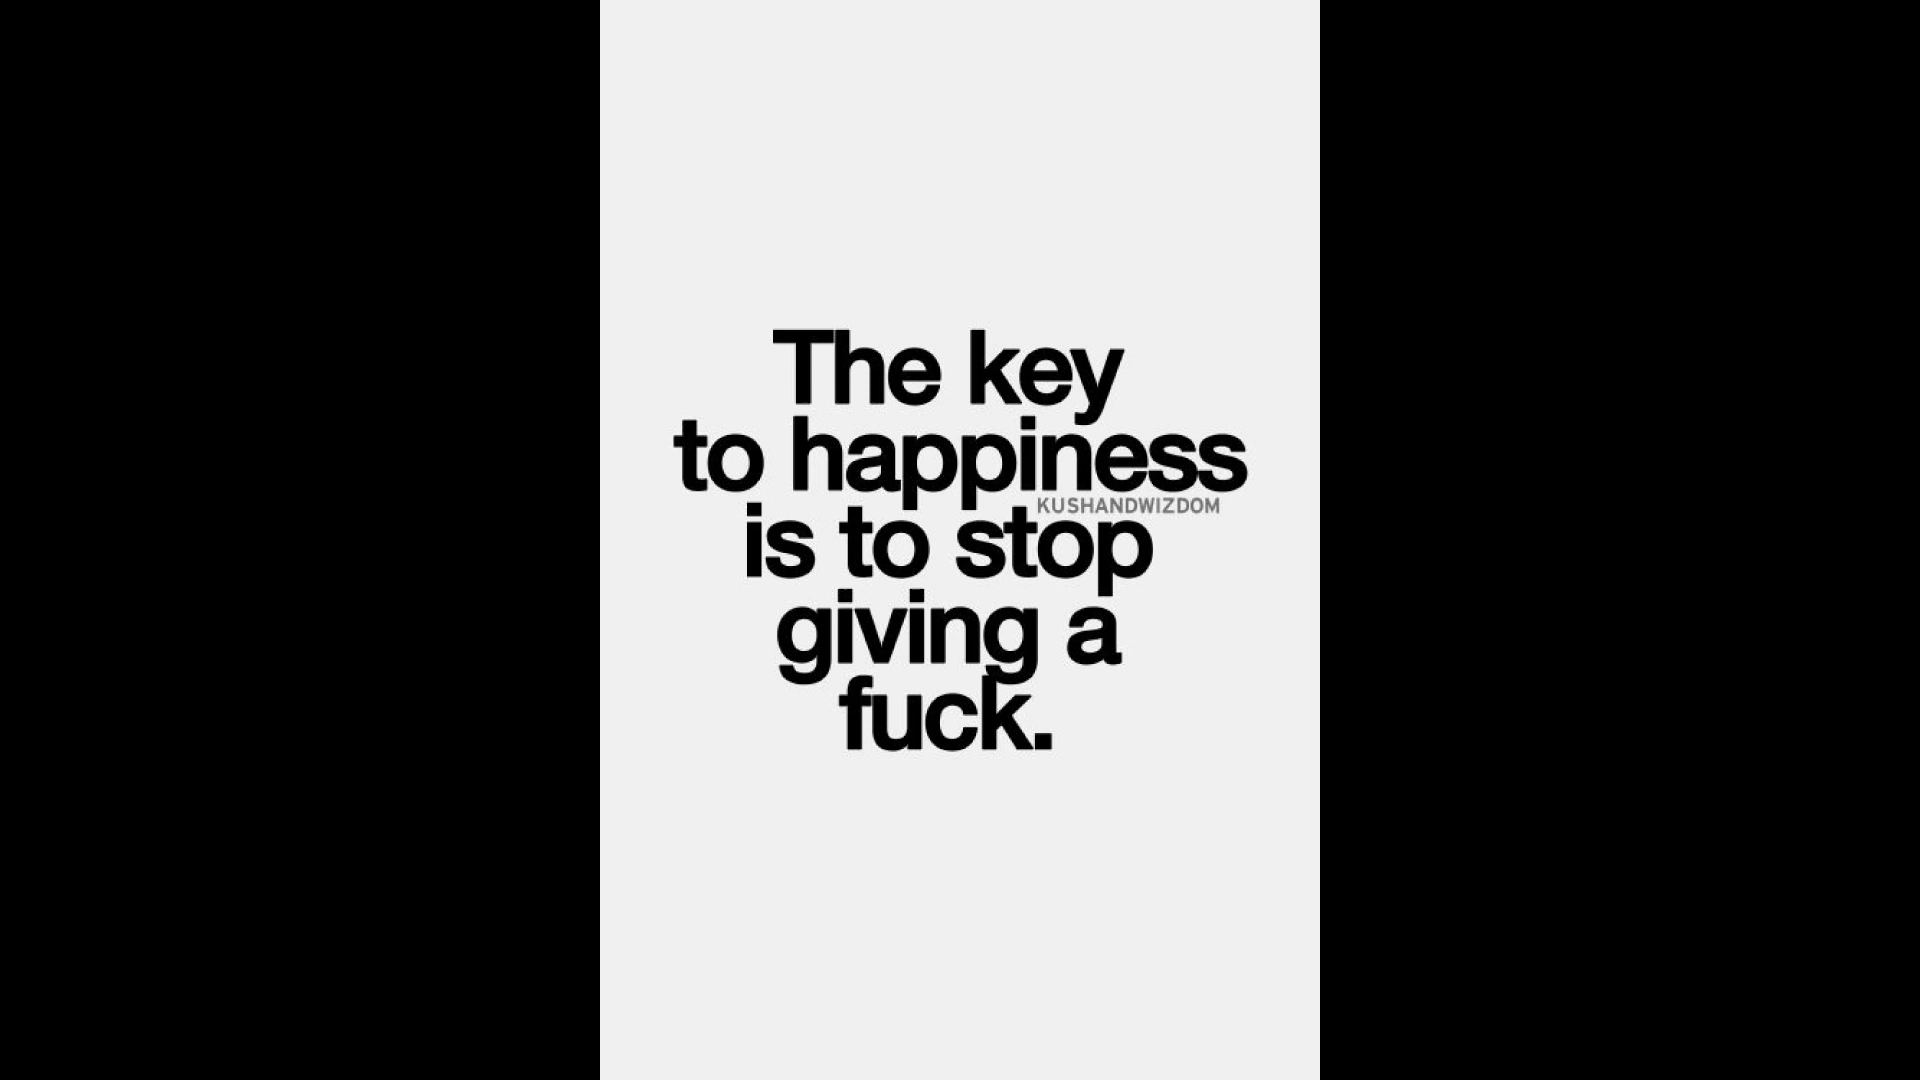 The key
to happiness
KUSHANDWIZDOM
is to stop
giving a
fuck.